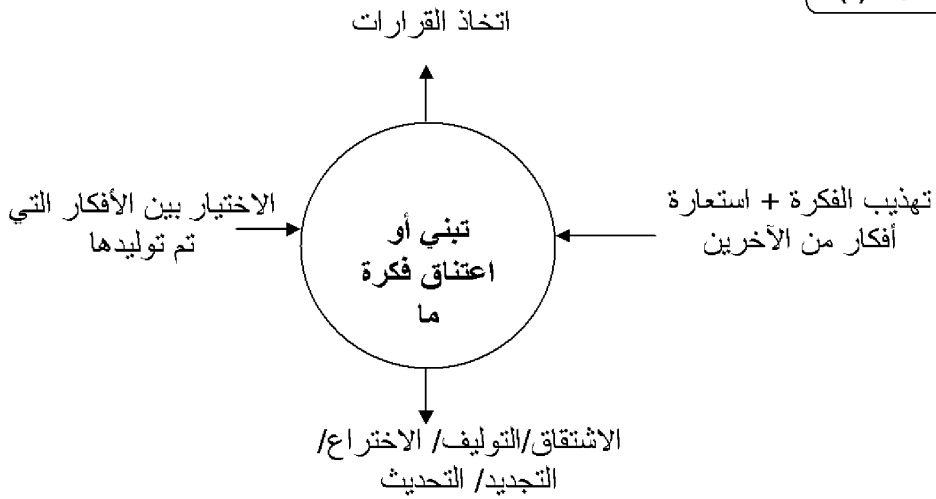 اتخاذ القرارات
تهذيب الفكرة + استعارة
أفكار من الآخرين
تبني أو
اعتناق فكرة
ما
الاختيار بين الأفكار التي
تم توليدها
الاشتقاق/التوليف/ الاختراع/
التجديد/ التحديث